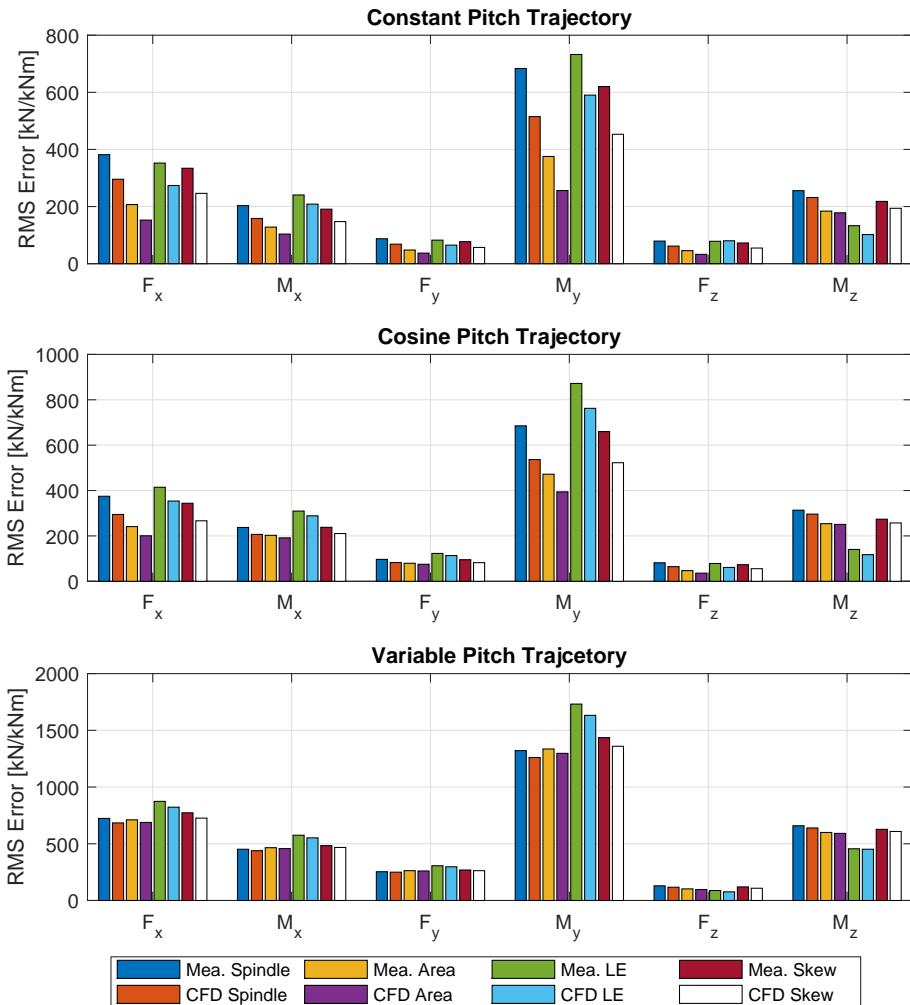 Constant Pitch Trajectory
RMS Error [kN/kNm]
800
600
400
200
0
F_x M_x F_y M_y F_z M_z
Cosine Pitch Trajectory
RMS Error [kN/kNm]
1000
800
600
400
200
0
F_x M_x F_y M_y F_z M_z
Variable Pitch Trajcetory
RMS Error [kN/kNm]
2000
1500
1000
500
0
F_x M_x F_y M_y F_z M_z
Mea. Spindle Mea. Area Mea. LE Mea. Skew
CFD Spindle CFD Area CFD LE CFD Skew